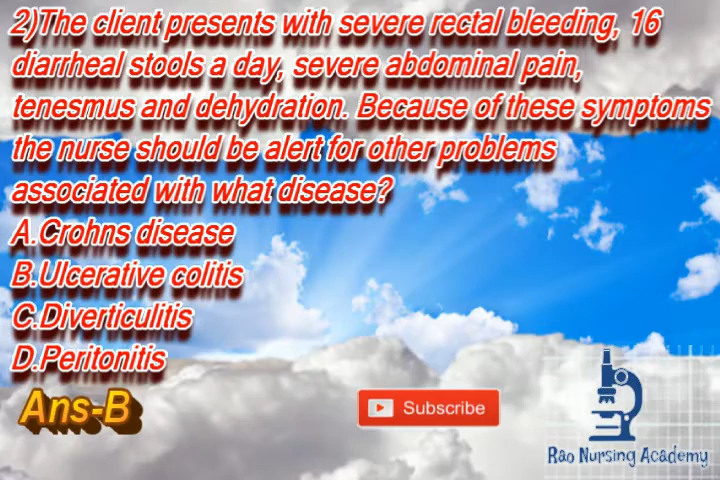 2)The client presents with severe rectal bleeding, 16
diarrheal stools a day, severe abdominal pain,
tenesmus and dehydration. Because of these symptoms
the nurse should be alert for other problems
associated with what disease?
A.Crohns disease
B.Ulcerative colitis
C.Diverticulitis
D.Peritonitis
Ans-B
Subscribe
Rao Nursing Academy